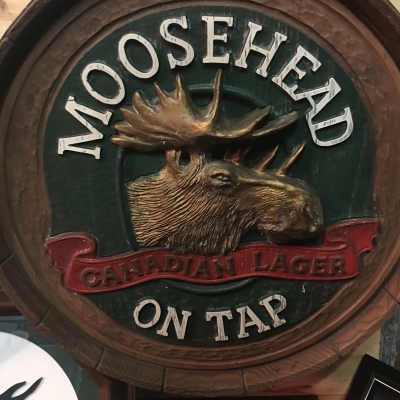 MOOSEHEAD
CANADIAN LAGER
ON TAP